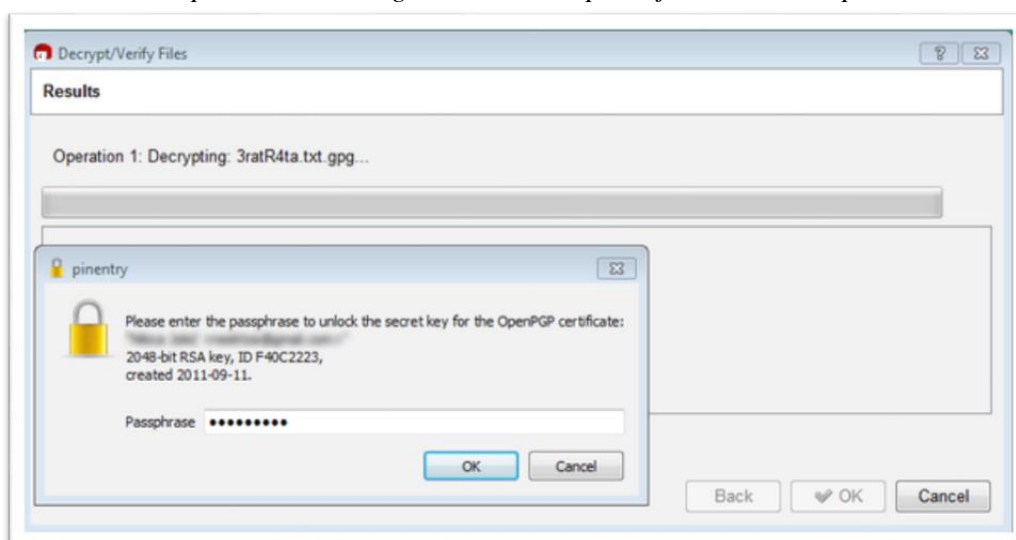 Decrypt/Verify Files
Results
Operation 1: Decrypting: 3ratR4ta.txt.gpg...
pinentry
Please enter the passphrase to unlock the secret key for the OpenPGP certificate:
2048-bit RSA key, ID F40C2223,
created 2011-09-11.
Passphrase •••••••••
OK Cancel
Back OK Cancel